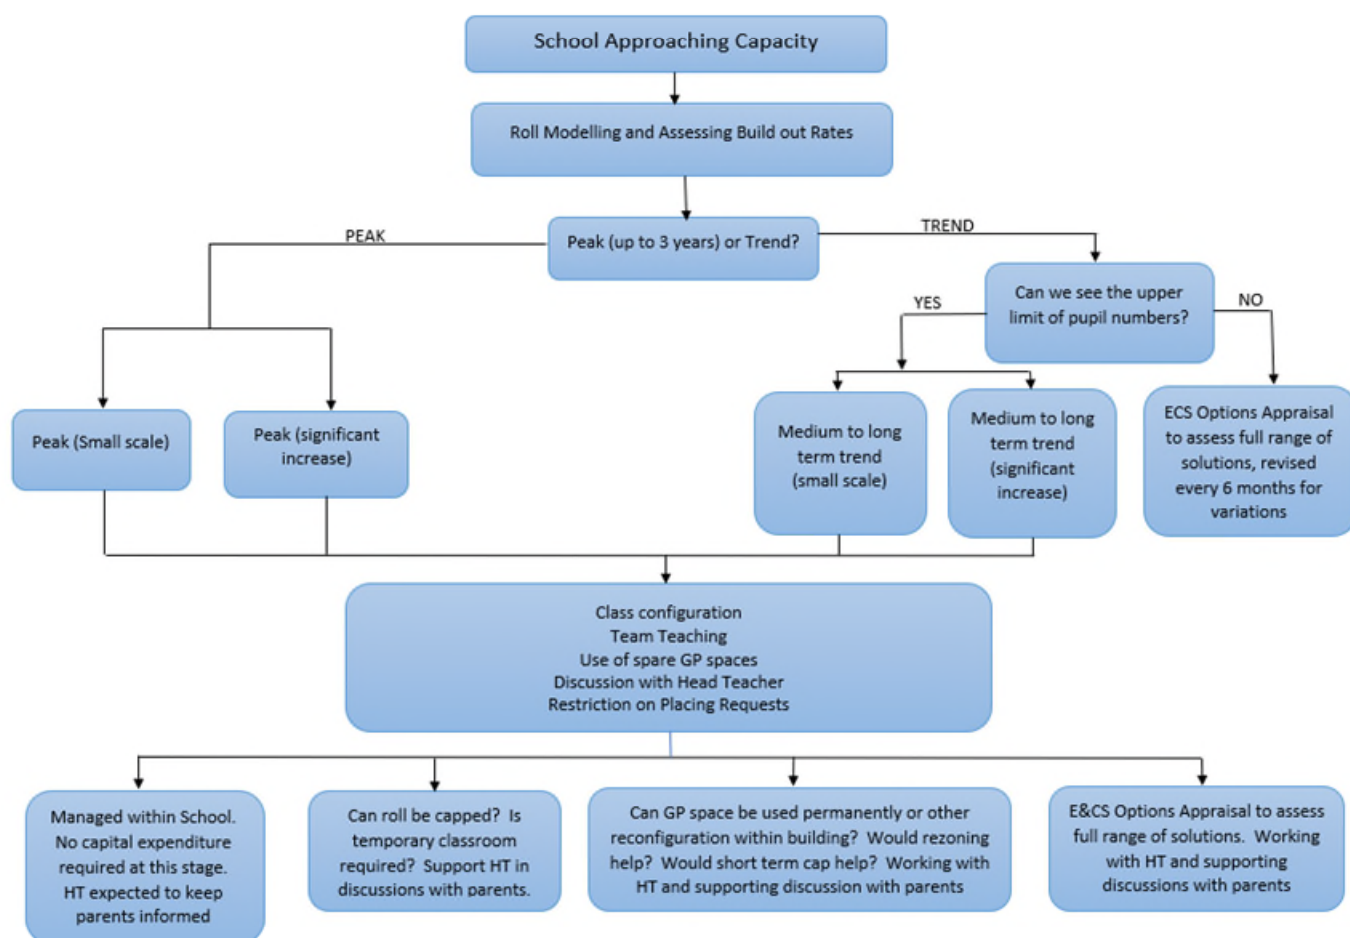 School Approaching Capacity
Roll Modelling and Assessing Build out Rates
PEAK
Peak (up to 3 years) or Trend?
TREND
Can we see the upper
limit of pupil numbers?
YES
NO
Peak (Small scale)
Peak (significant
increase)
Medium to long
term trend
(small scale)
Medium to long
term trend
(significant
increase)
ECS Options Appraisal
to assess full range of
solutions, revised
every 6 months for
variations
Class configuration
Team Teaching
Use of spare GP spaces
Discussion with Head Teacher
Restriction on Placing Requests
Managed within School.
No capital expenditure
required at this stage.
HT expected to keep
parents informed
Can roll be capped? Is
temporary classroom
required? Support HT in
discussions with parents.
Can GP space be used permanently or other
reconfiguration within building? Would rezoning
help? Would short term cap help? Working with
HT and supporting discussion with parents
E&CS Options Appraisal to assess
full range of solutions. Working
with HT and supporting
discussions with parents